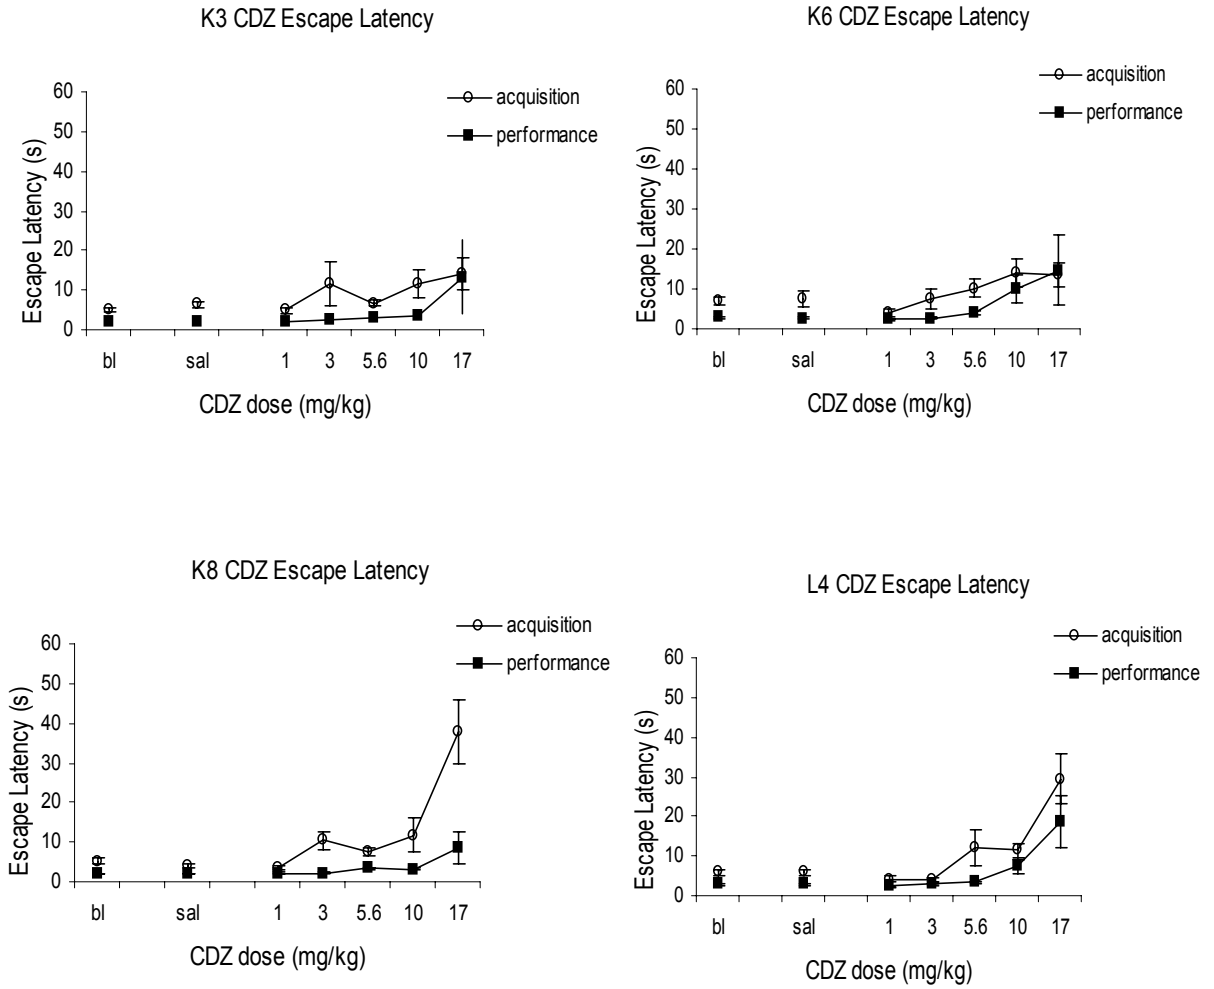 K3 CDZ Escape Latency
acquisition
performance
Escape Latency (s)
60
50
40
30
20
10
0
bl sal 1 3 5.6 10 17
CDZ dose (mg/kg)
K6 CDZ Escape Latency
acquisition
performance
Escape Latency (s)
60
50
40
30
20
10
0
bl sal 1 3 5.6 10 17
CDZ dose (mg/kg)
K8 CDZ Escape Latency
acquisition
performance
Escape Latency (s)
60
50
40
30
20
10
0
bl sal 1 3 5.6 10 17
CDZ dose (mg/kg)
L4 CDZ Escape Latency
acquisition
performance
Escape Latency (s)
60
50
40
30
20
10
0
bl sal 1 3 5.6 10 17
CDZ dose (mg/kg)